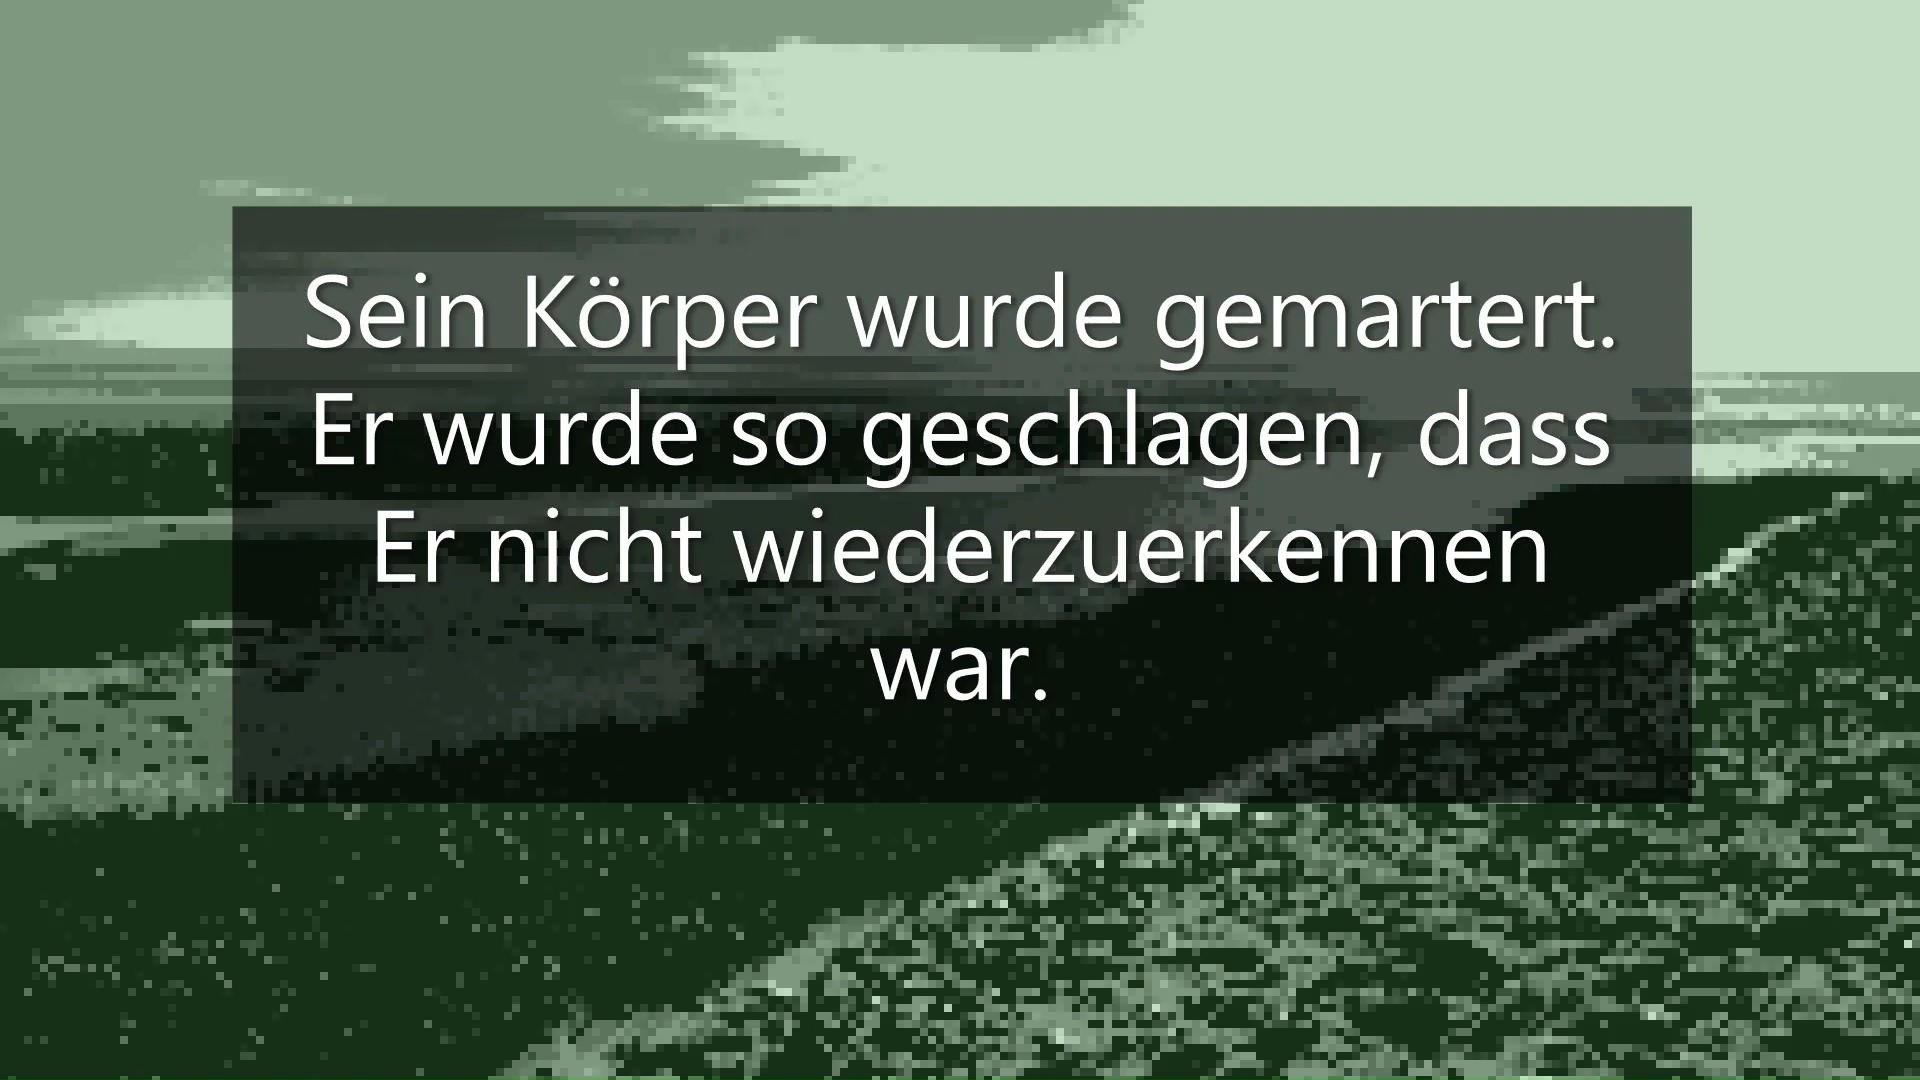 Sein Körper wurde gemartert.
Er wurde so geschlagen, dass
Er nicht wiederzuerkennen
war.